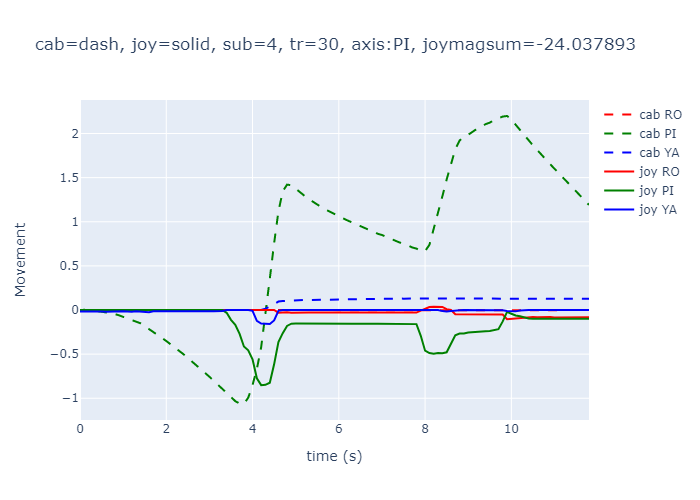 cab=dash, joy=solid, sub=4, tr=30, axis:PI, joymagsum=-24.037893
2
1.5
1
0.5
0
−0.5
−1
Movement
0
2
4
6
8
10
time (s)
cab RO
cab PI
cab YA
joy RO
joy PI
joy YA